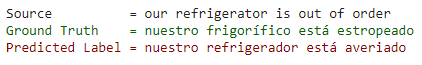 Source = our refrigerator is out of order
Ground Truth = nuestro frigorífico está estropeado
Predicted Label = nuestro refrigerador está averiado